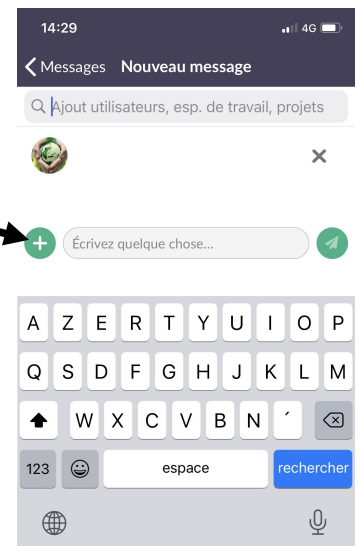 14:29 4G
Messages Nouveau message
Ajout utilisateurs, esp. de travail, projets
Écrivez quelque chose...
A Z E R T Y U I O P
Q S D F G H J K L M
W X C V B N ´
123 espace rechercher